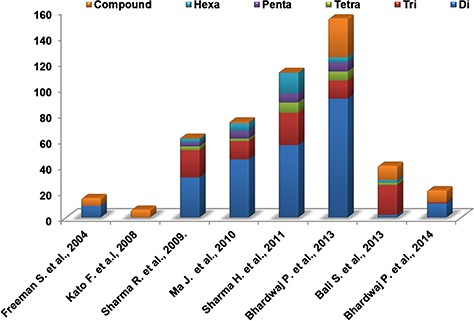 Compound Hexa Penta Tetra Tri Di
160
140
120
100
80
60
40
20
0
Freeman S. et al., 2004
Kato F. et al, 2008
Sharma R. et al., 2009.
Ma J. et al., 2010
Sharma H. et al., 2011
Bhardwaj P. et al., 2013
Bali S. et al., 2013
Bhardwaj P. et al., 2014